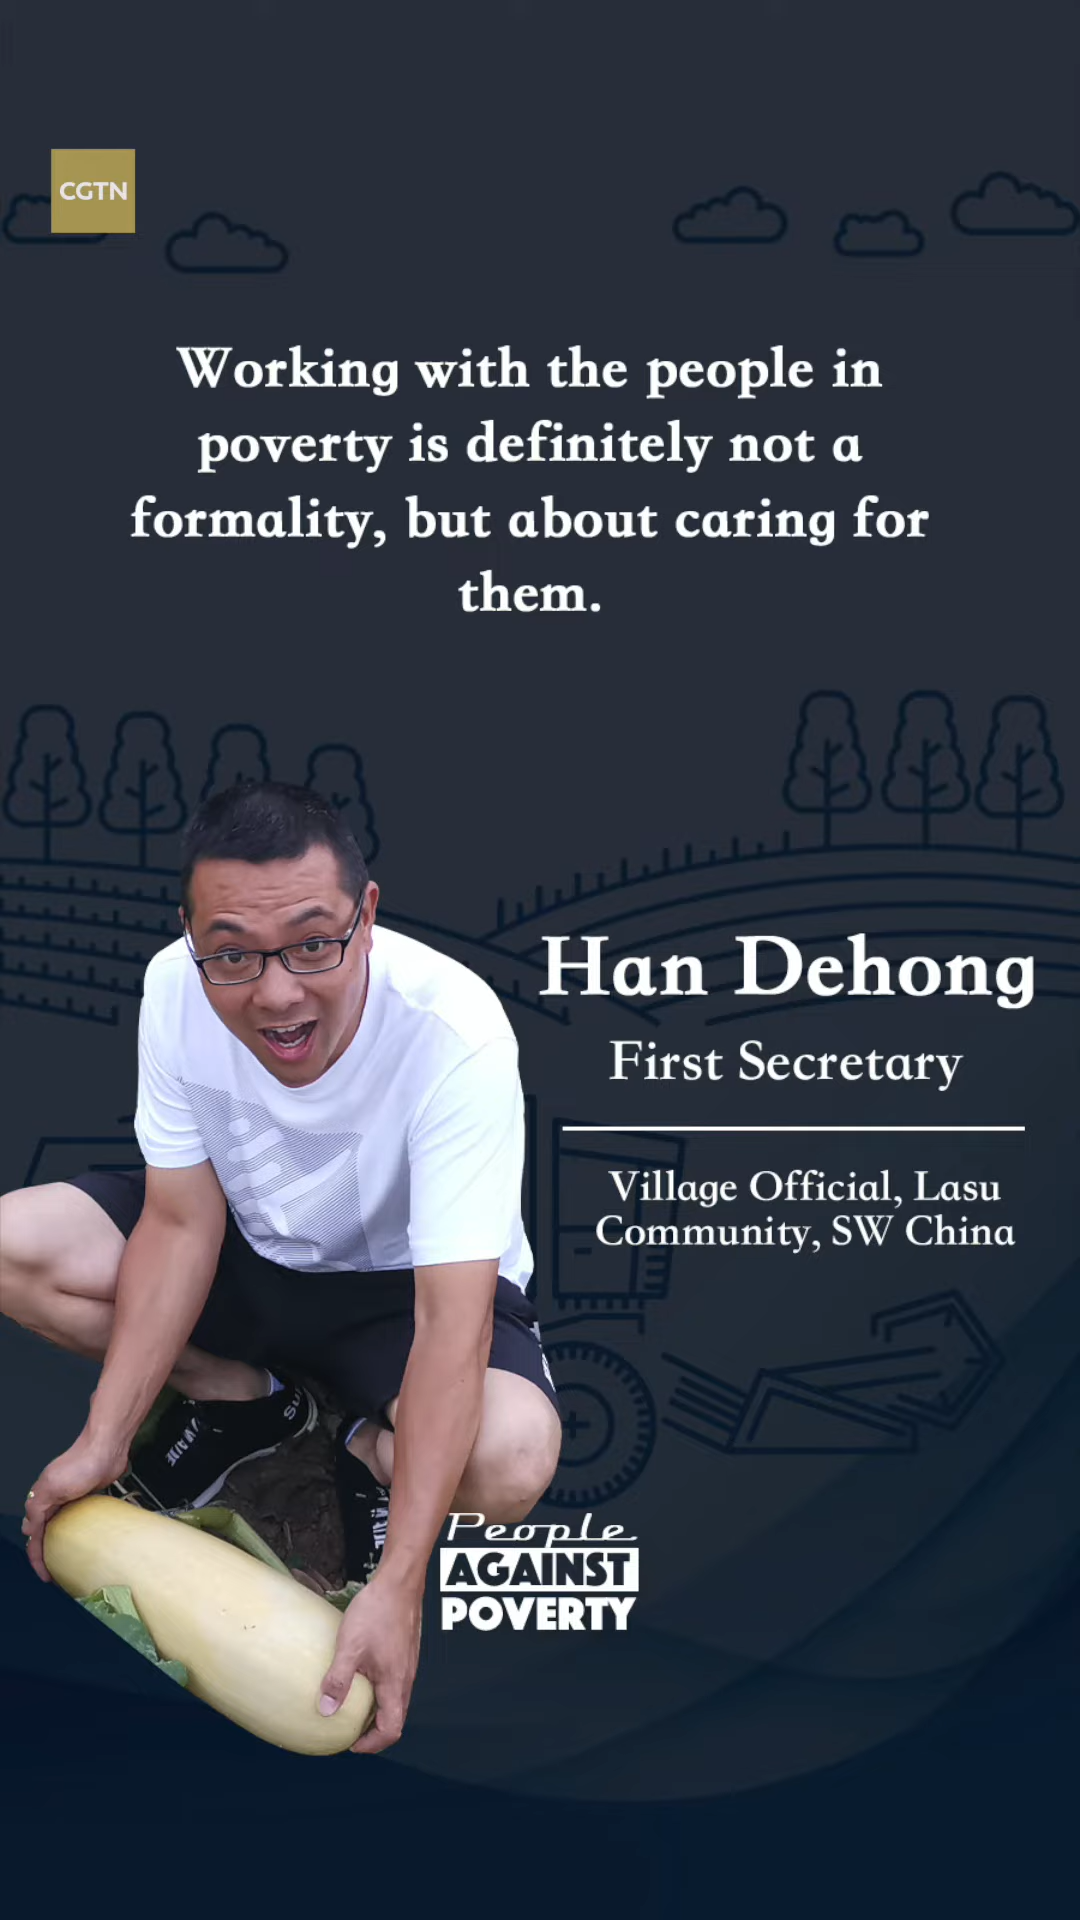 CGTN
Working with the people in
poverty is definitely not a
formality, but about caring for
them.
Han Dehong
First Secretary
Village Official, Lasu
Community, SW China
People
AGAINST
POVERTY